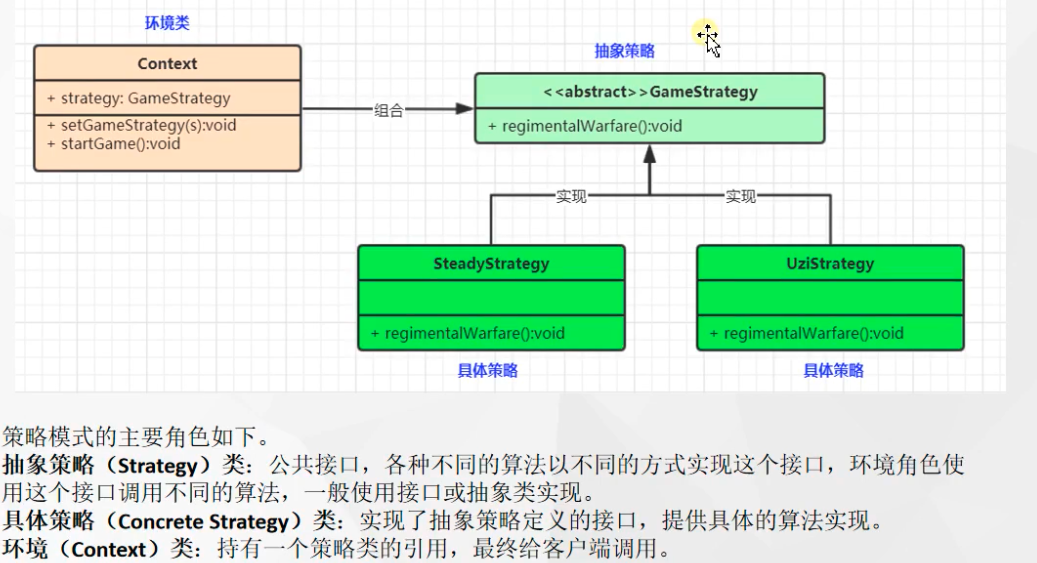 环境类
Context
+ strategy: GameStrategy
+ setGameStrategy(s):void
+ startGame():void
组合
抽象策略
<<abstract>>GameStrategy
+ regimentalWarfare():void
实现
实现
SteadyStrategy
+ regimentalWarfare():void
具体策略
UziStrategy
+ regimentalWarfare():void
具体策略
策略模式的主要角色如下。
抽象策略（Strategy）类：公共接口，各种不同的算法以不同的方式实现这个接口，环境角色使
用这个接口调用不同的算法，一般使用接口或抽象类实现。
具体策略（Concrete Strategy）类：实现了抽象策略定义的接口，提供具体的算法实现。
环境（Context）类：持有一个策略类的引用，最终给客户端调用。